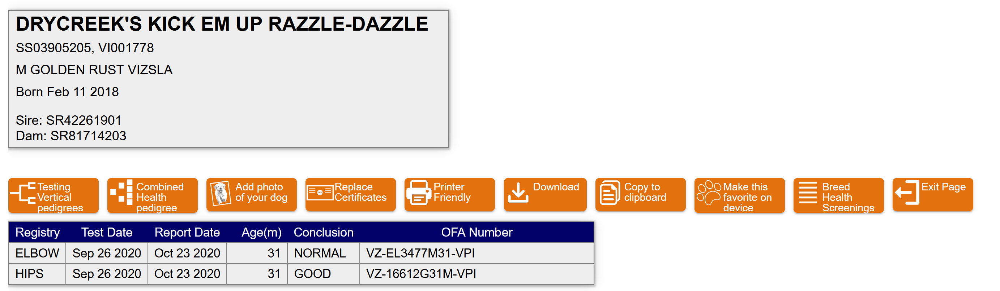 DRYCREEK'S KICK EM UP RAZZLE-DAZZLE
SS03905205, VI001778
M GOLDEN RUST VIZSLA
Born Feb 11 2018
Sire: SR42261901
Dam: SR81714203
Testing
Vertical
pedigrees
Combined
Health
pedigree
Add photo
of your dog
OFA
Replace
Certificates
Printer
Friendly
Download
Copy to
clipboard
Make this
favorite on
device
Breed
Health
Screenings
Exit Page
Registry Test Date Report Date Age(m) Conclusion OFA Number
ELBOW Sep 26 2020 Oct 23 2020 31 NORMAL VZ-EL3477M31-VPI
HIPS Sep 26 2020 Oct 23 2020 31 GOOD VZ-16612G31M-VPI